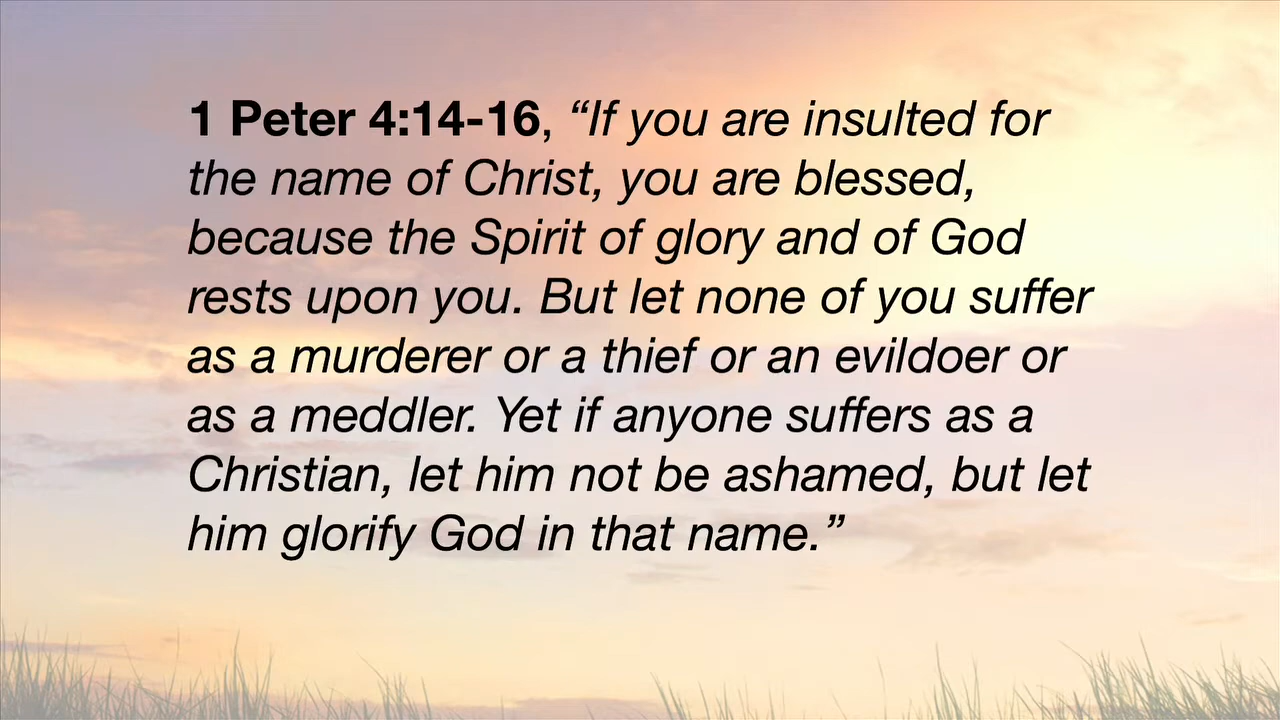 1 Peter 4:14-16, “If you are insulted for
the name of Christ, you are blessed,
because the Spirit of glory and of God
rests upon you. But let none of you suffer
as a murderer or a thief or an evildoer or
as a meddler. Yet if anyone suffers as a
Christian, let him not be ashamed, but let
him glorify God in that name.”